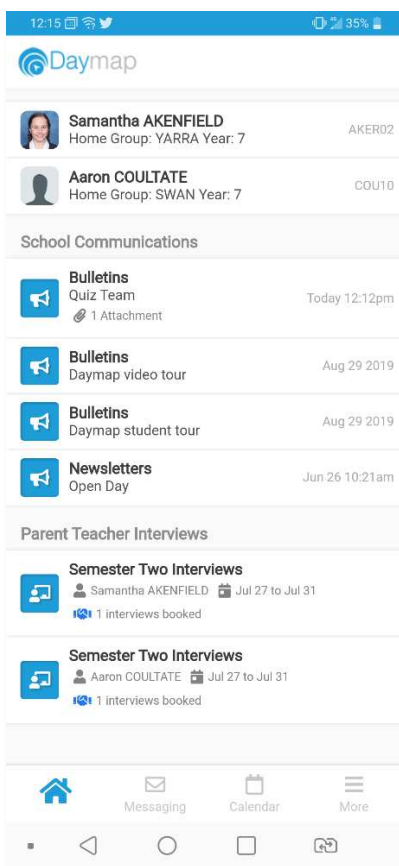 12:15 35%
Daymap
Samantha AKENFIELD
Home Group: YARRA Year: 7
AKER02
Aaron COULTATE
Home Group: SWAN Year: 7
COU10
School Communications
Bulletins
Quiz Team
1 Attachment
Today 12:12pm
Bulletins
Daymap video tour
Aug 29 2019
Bulletins
Daymap student tour
Aug 29 2019
Newsletters
Open Day
Jun 26 10:21am
Parent Teacher Interviews
Semester Two Interviews
Samantha AKENFIELD Jul 27 to Jul 31
1 interviews booked
Semester Two Interviews
Aaron COULTATE Jul 27 to Jul 31
1 interviews booked
Messaging Calendar More